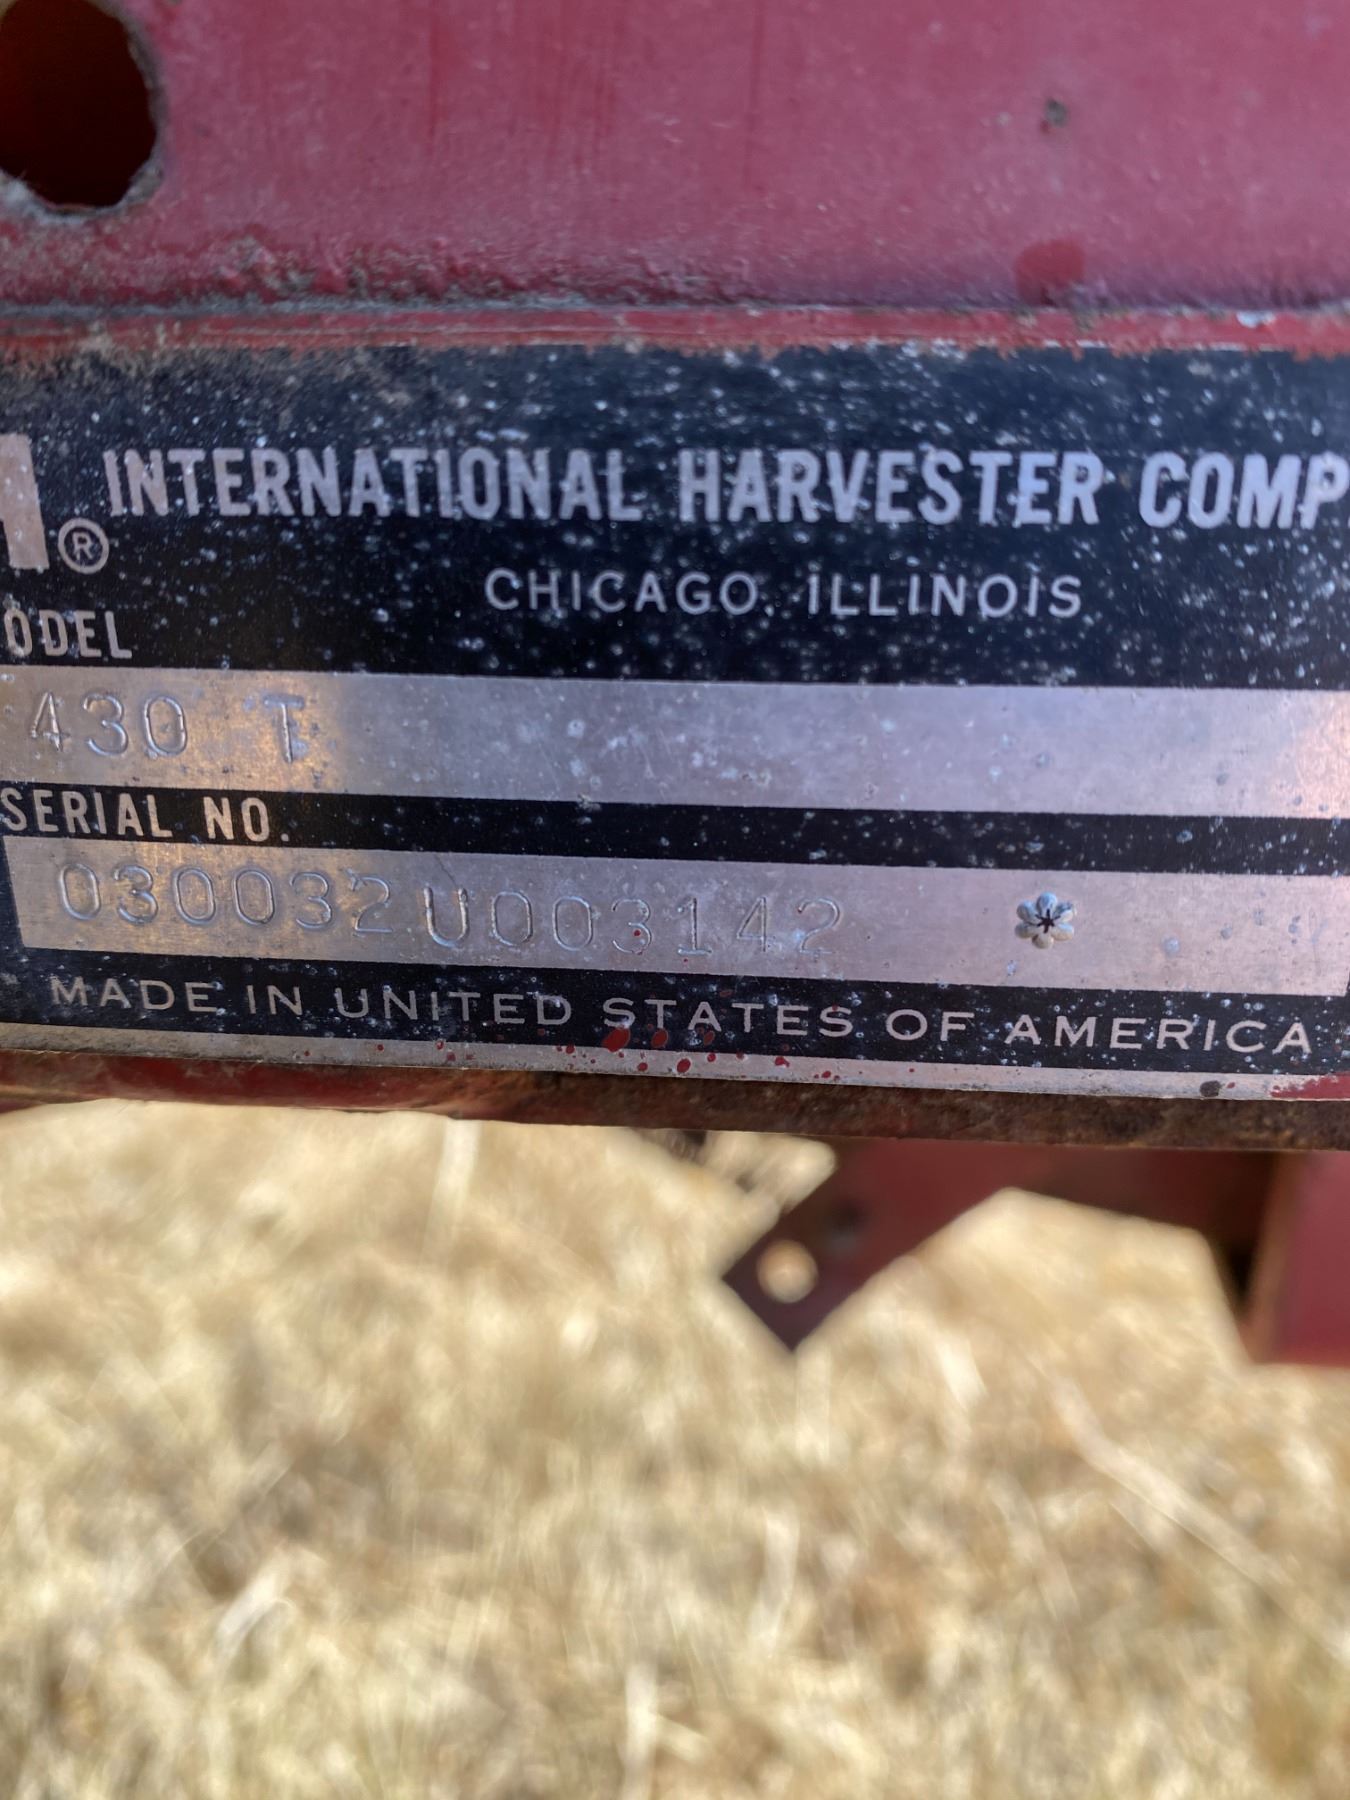 ® INTERNATIONAL HARVESTER COMP
CHICAGO, ILLINOIS
ODEL
430 T
SERIAL NO.
030032U003142
MADE IN UNITED STATES OF AMERICA